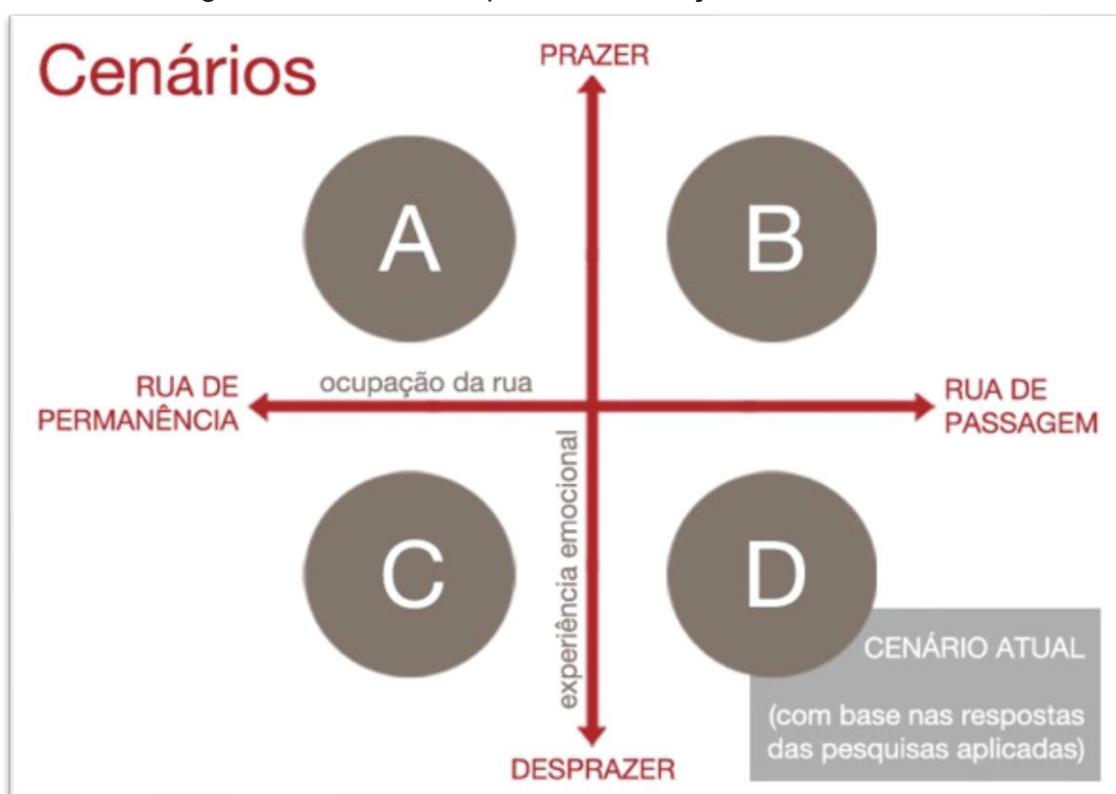 Cenários
PRAZER
A
B
ocupação da rua
RUA DE
PERMANÊNCIA
RUA DE
PASSAGEM
experiência emocional
C
D
CENÁRIO ATUAL
(com base nas respostas
das pesquisas aplicadas)
DESPRAZER